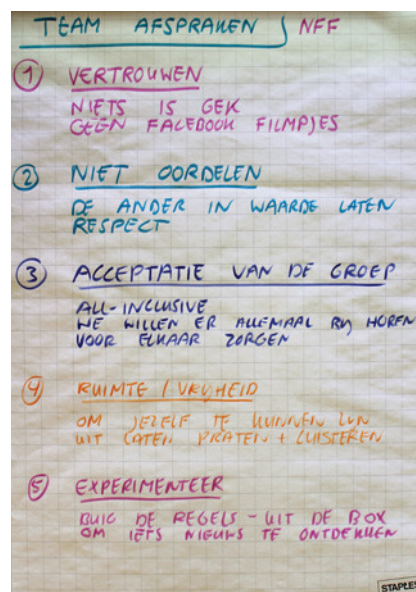 TEAM AFSPRAKEN NFF
1 VERTROUWEN
NIETS IS GEK
GEEN FACEBOOK FILMPJES
2 NIET OORDELEN
DE ANDER IN WAARDE LATEN
RESPECT
3 ACCEPTATIE VAN DE GROEP
ALL-INCLUSIVE
WE WILLEN ER ALLEMAAL BIJ HOREN
VOOR ELKAAR ZORGEN
4 RUIMTE / VRIJHEID
OM JEZELF TE KUNNEN ZIJN
UIT LATEN PRATEN + LUISTEREN
5 EXPERIMENTEER
BUIG DE REGELS - UIT DE BOX
OM IETS NIEUWS TE ONTDEKKEN
STAPLES